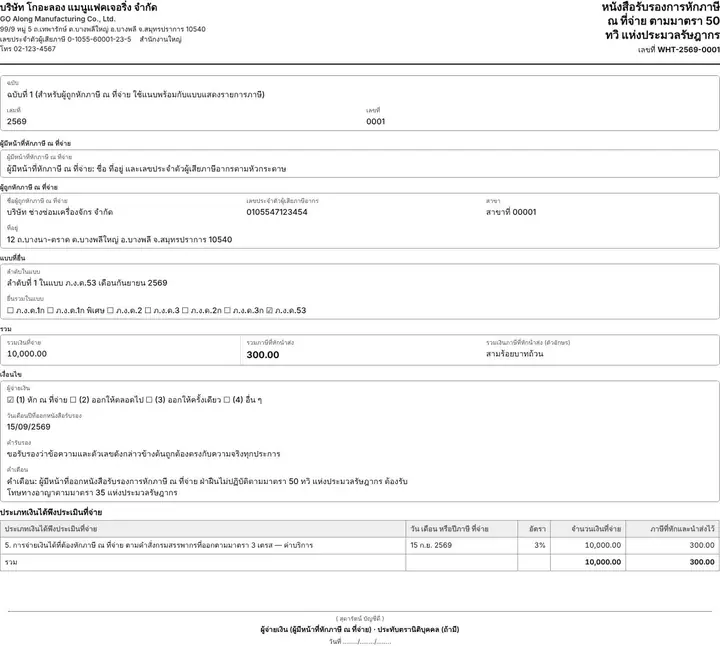 บริษัท โกอะลอง แมนูแฟคเจอริ่ง จำกัด
GO Along Manufacturing Co., Ltd.
99/9 หมู่ 5 ถ.เทพารักษ์ ต.บางพลีใหญ่ อ.บางพลี จ.สมุทรปราการ 10540
เลขประจำตัวผู้เสียภาษี 0-1055-60001-23-5 สำนักงานใหญ่
โทร 02-123-4567
หนังสือรับรองการหักภาษี
ณ ที่จ่าย ตามมาตรา 50
ทวิ แห่งประมวลรัษฎากร
เลขที่ WHT-2569-0001
ฉบับ
ฉบับที่ 1 (สำหรับผู้ถูกหักภาษี ณ ที่จ่าย ใช้แนบพร้อมกับแบบแสดงรายการภาษี)
เล่มที่ เลขที่
2569 0001
ผู้มีหน้าที่หักภาษี ณ ที่จ่าย
ผู้มีหน้าที่หักภาษี ณ ที่จ่าย
ผู้มีหน้าที่หักภาษี ณ ที่จ่าย: ชื่อ ที่อยู่ และเลขประจำตัวผู้เสียภาษีอากรตามหัวกระดาษ
ผู้ถูกหักภาษี ณ ที่จ่าย
ชื่อผู้ถูกหักภาษี ณ ที่จ่าย เลขประจำตัวผู้เสียภาษีอากร สาขา
บริษัท ช่างซ่อมเครื่องจักร จำกัด 0105547123454 สาขาที่ 00001
ที่อยู่
12 ถ.บางนา-ตราด ต.บางพลีใหญ่ อ.บางพลี จ.สมุทรปราการ 10540
แบบที่ยื่น
ลำดับในแบบ
ลำดับที่ 1 ในแบบ ภ.ง.ด.53 เดือนกันยายน 2569
ยื่นรวมในแบบ
☐ ภ.ง.ด.1ก ☐ ภ.ง.ด.1ก พิเศษ ☐ ภ.ง.ด.2 ☐ ภ.ง.ด.3 ☐ ภ.ง.ด.2ก ☐ ภ.ง.ด.3ก ☑ ภ.ง.ด.53
รวม
รวมเงินที่จ่าย รวมภาษีที่หักนำส่ง รวมเงินภาษีที่หักนำส่ง (ตัวอักษร)
10,000.00 300.00 สามร้อยบาทถ้วน
เงื่อนไข
ผู้จ่ายเงิน
☑ (1) หัก ณ ที่จ่าย ☐ (2) ออกให้ตลอดไป ☐ (3) ออกให้ครั้งเดียว ☐ (4) อื่น ๆ
วันเดือนปีที่ออกหนังสือรับรอง
15/09/2569
คำรับรอง
ขอรับรองว่าข้อความและตัวเลขดังกล่าวข้างต้นถูกต้องตรงกับความจริงทุกประการ
คำเตือน
คำเตือน: ผู้มีหน้าที่ออกหนังสือรับรองการหักภาษี ณ ที่จ่าย ฝ่าฝืนไม่ปฏิบัติตามมาตรา 50 ทวิ แห่งประมวลรัษฎากร ต้องรับ
โทษทางอาญาตามมาตรา 35 แห่งประมวลรัษฎากร
ประเภทเงินได้พึงประเมินที่จ่าย
ประเภทเงินได้พึงประเมินที่จ่าย วัน เดือน หรือปีภาษี ที่จ่าย อัตรา จำนวนเงินที่จ่าย ภาษีที่หักและนำส่งไว้
5. การจ่ายเงินได้ที่ต้องหักภาษี ณ ที่จ่าย ตามคำสั่งกรมสรรพากรที่ออกตามมาตรา 3 เตรส — ค่าบริการ 15 ก.ย. 2569 3% 10,000.00 300.00
รวม 10,000.00 300.00
( สุดารัตน์ บัญชีดี )
ผู้จ่ายเงิน (ผู้มีหน้าที่หักภาษี ณ ที่จ่าย) · ประทับตรานิติบุคคล (ถ้ามี)
วันที่ ......../......../........